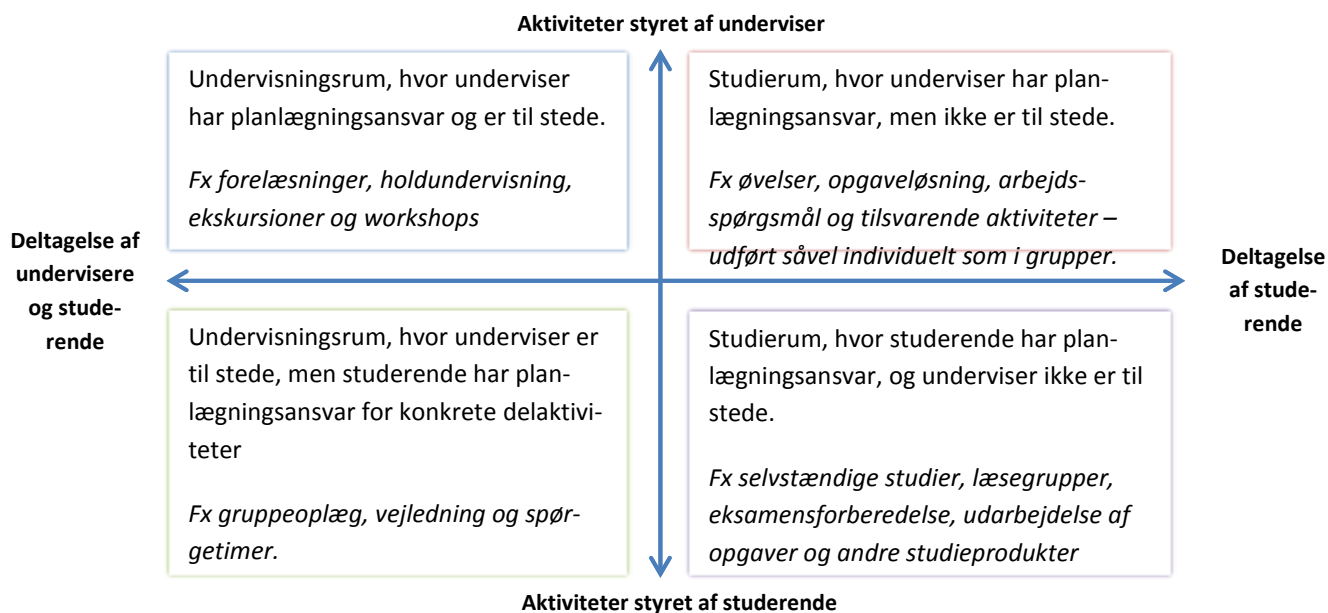 Aktiviteter styret af underviser
Undervisningsrum, hvor underviser
har planlægningsansvar og er til stede.
Fx forelæsninger, holdundervisning,
ekskursioner og workshops
Studierum, hvor underviser har plan-
lægningsansvar, men ikke er til stede.
Fx øvelser, opgaveløsning, arbejds-
spørgsmål og tilsvarende aktiviteter –
udført såvel individuelt som i grupper.
Deltagelse af
undervisere
og stude-
rende
Deltagelse
af stude-
rende
Undervisningsrum, hvor underviser er
til stede, men studerende har plan-
lægningsansvar for konkrete delaktivi-
teter
Fx gruppeoplæg, vejledning og spør-
getimer.
Studierum, hvor studerende har plan-
lægningsansvar, og underviser ikke er til
stede.
Fx selvstændige studier, læsegrupper,
eksamensforberedelse, udarbejdelse af
opgaver og andre studieprodukter
Aktiviteter styret af studerende